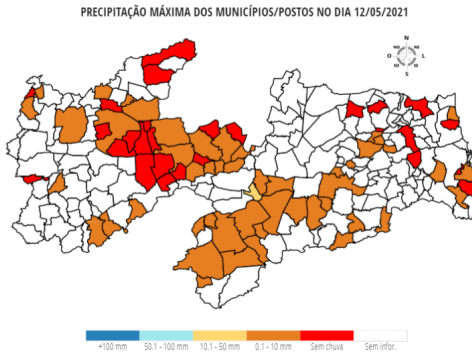 PRECIPITAÇÃO MÁXIMA DOS MUNICÍPIOS/POSTOS NO DIA 12/05/2021
N
O L
S
+100 mm 50.1 - 100 mm 10.1 - 50 mm 0.1 - 10 mm Sem chuva Sem infor.